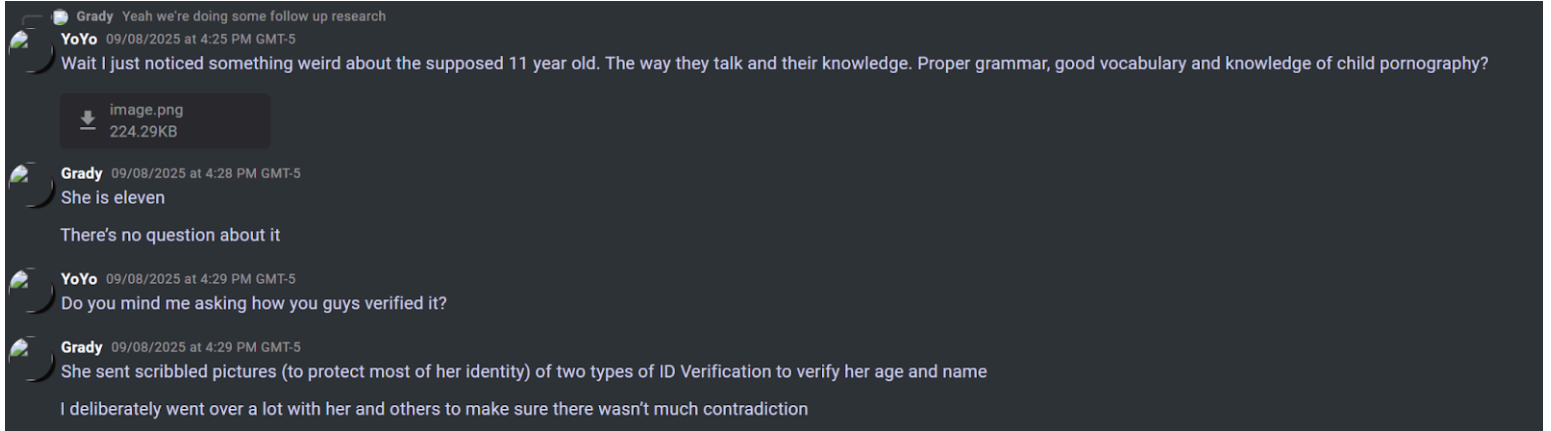 Grady Yeah we're doing some follow up research
YoYo 09/08/2025 at 4:25 PM GMT-5
Wait I just noticed something weird about the supposed 11 year old. The way they talk and their knowledge. Proper grammar, good vocabulary and knowledge of child pornography?
image.png
224.29KB
Grady 09/08/2025 at 4:28 PM GMT-5
She is eleven
There’s no question about it
YoYo 09/08/2025 at 4:29 PM GMT-5
Do you mind me asking how you guys verified it?
Grady 09/08/2025 at 4:29 PM GMT-5
She sent scribbled pictures (to protect most of her identity) of two types of ID Verification to verify her age and name
I deliberately went over a lot with her and others to make sure there wasn’t much contradiction